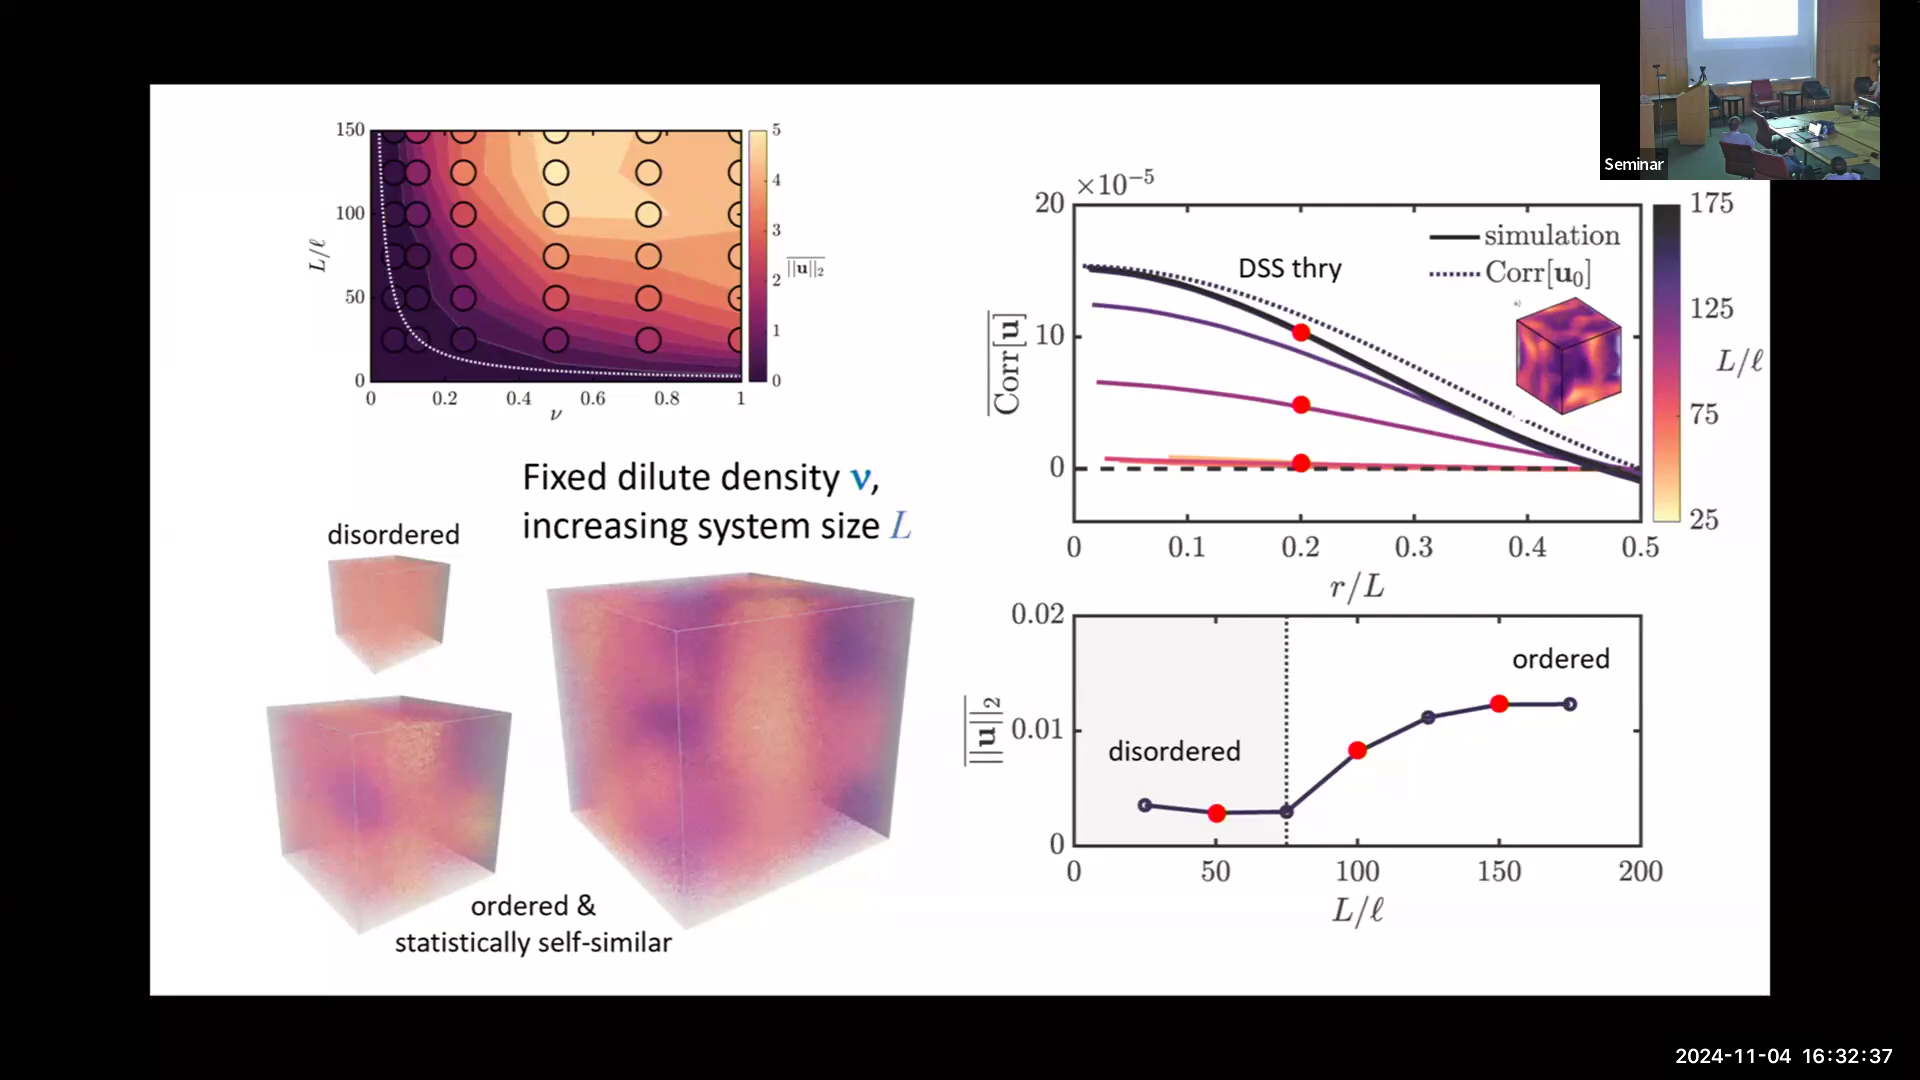 Seminar
150
100
50
0
L/ℓ
0 0.2 0.4 0.6 0.8 1
ν
5
4
3
2
1
0
||u||₂
Fixed dilute density ν,
increasing system size L
disordered
ordered &
statistically self-similar
×10⁻⁵
20
10
0
Corr[u]
DSS thry
simulation
Corr[u₀]
0 0.1 0.2 0.3 0.4 0.5
r/L
175
125
75
25
L/ℓ
0.02
0.01
0
||u||₂
disordered
ordered
0 50 100 150 200
L/ℓ
2024-11-04 16:32:37